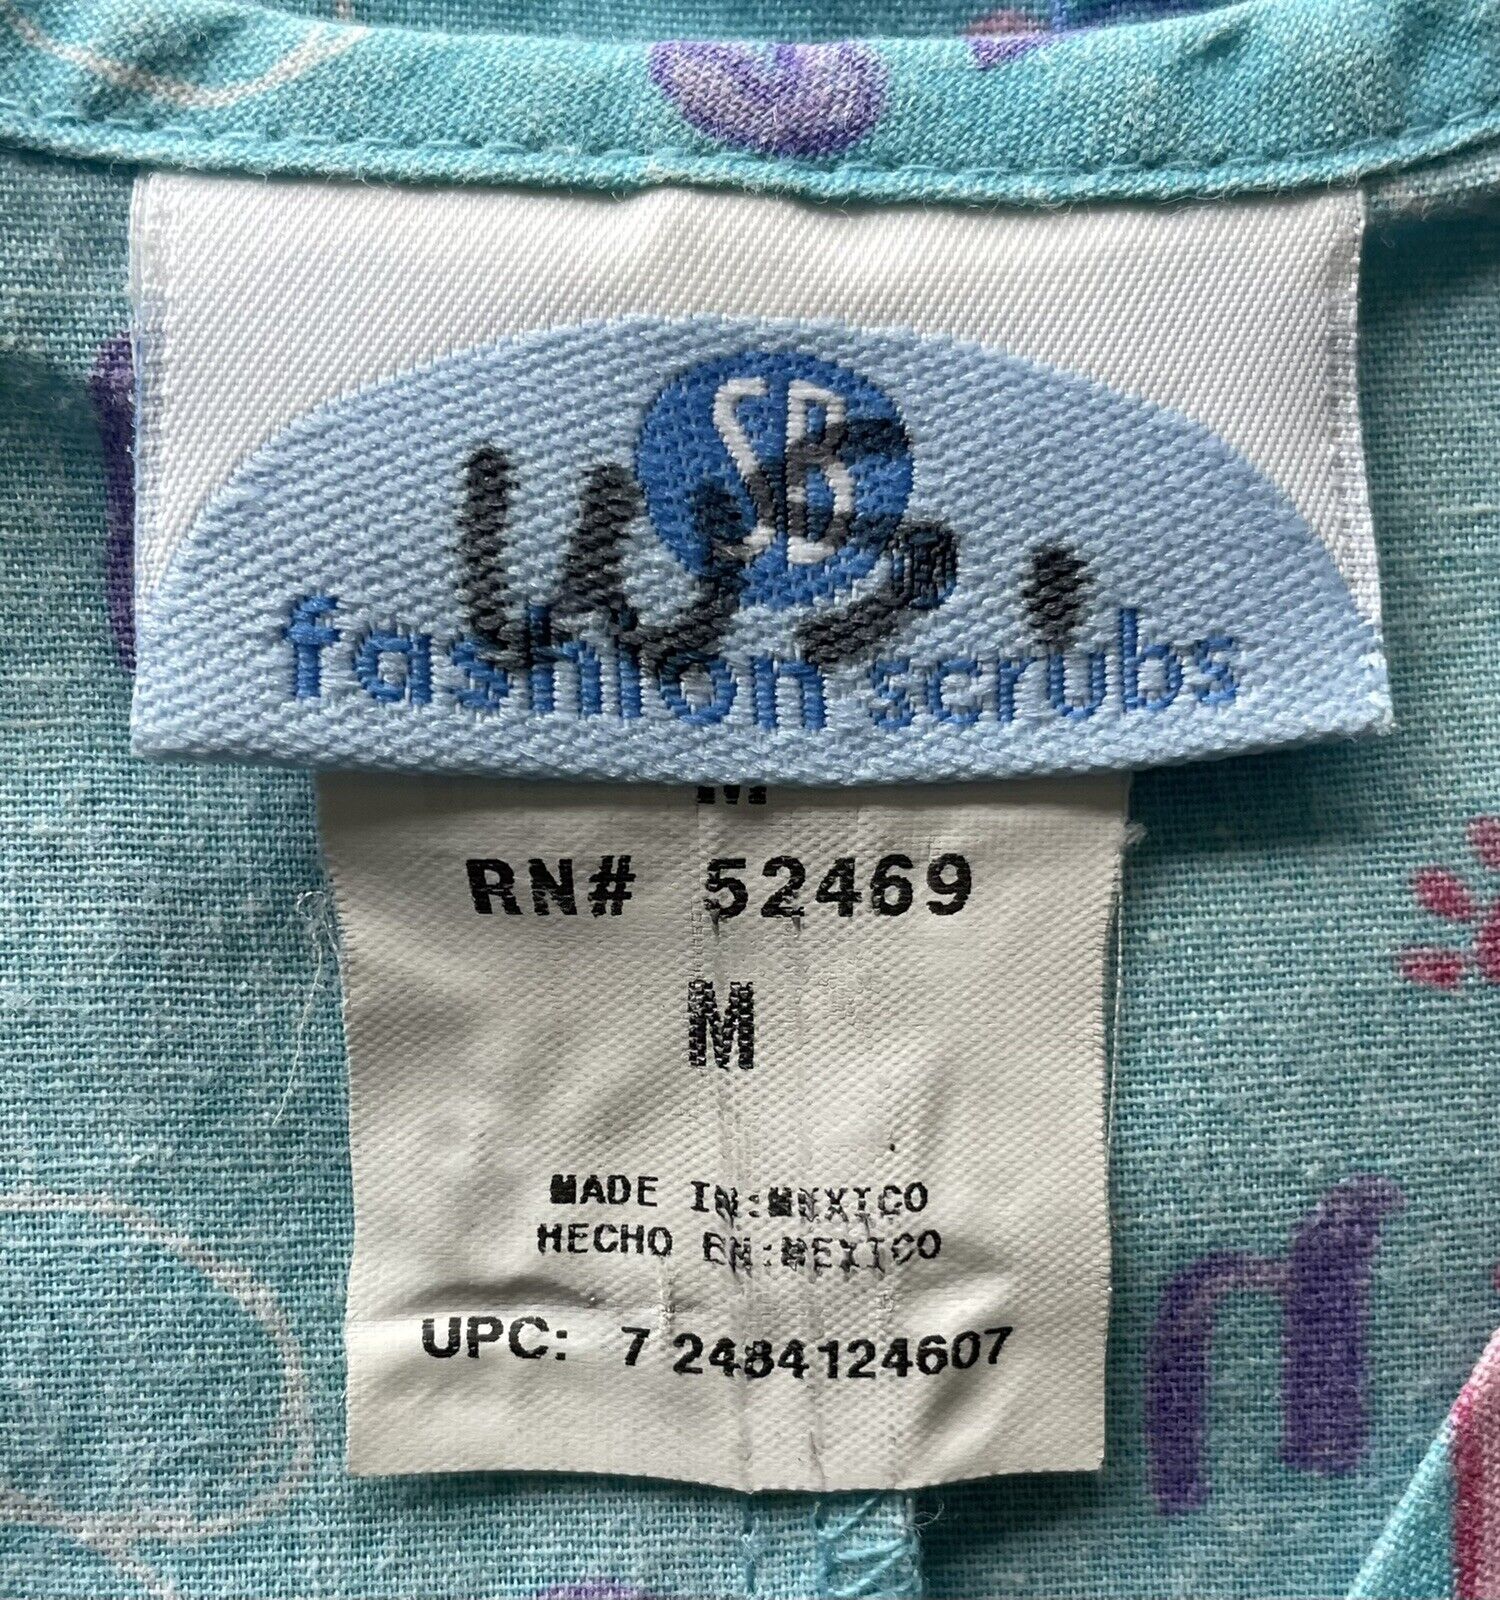 SB
fashion scrubs
M
RN# 52469
M
MADE IN:MEXICO
HECHO EN:MEXICO
UPC: 7 2484124607
n